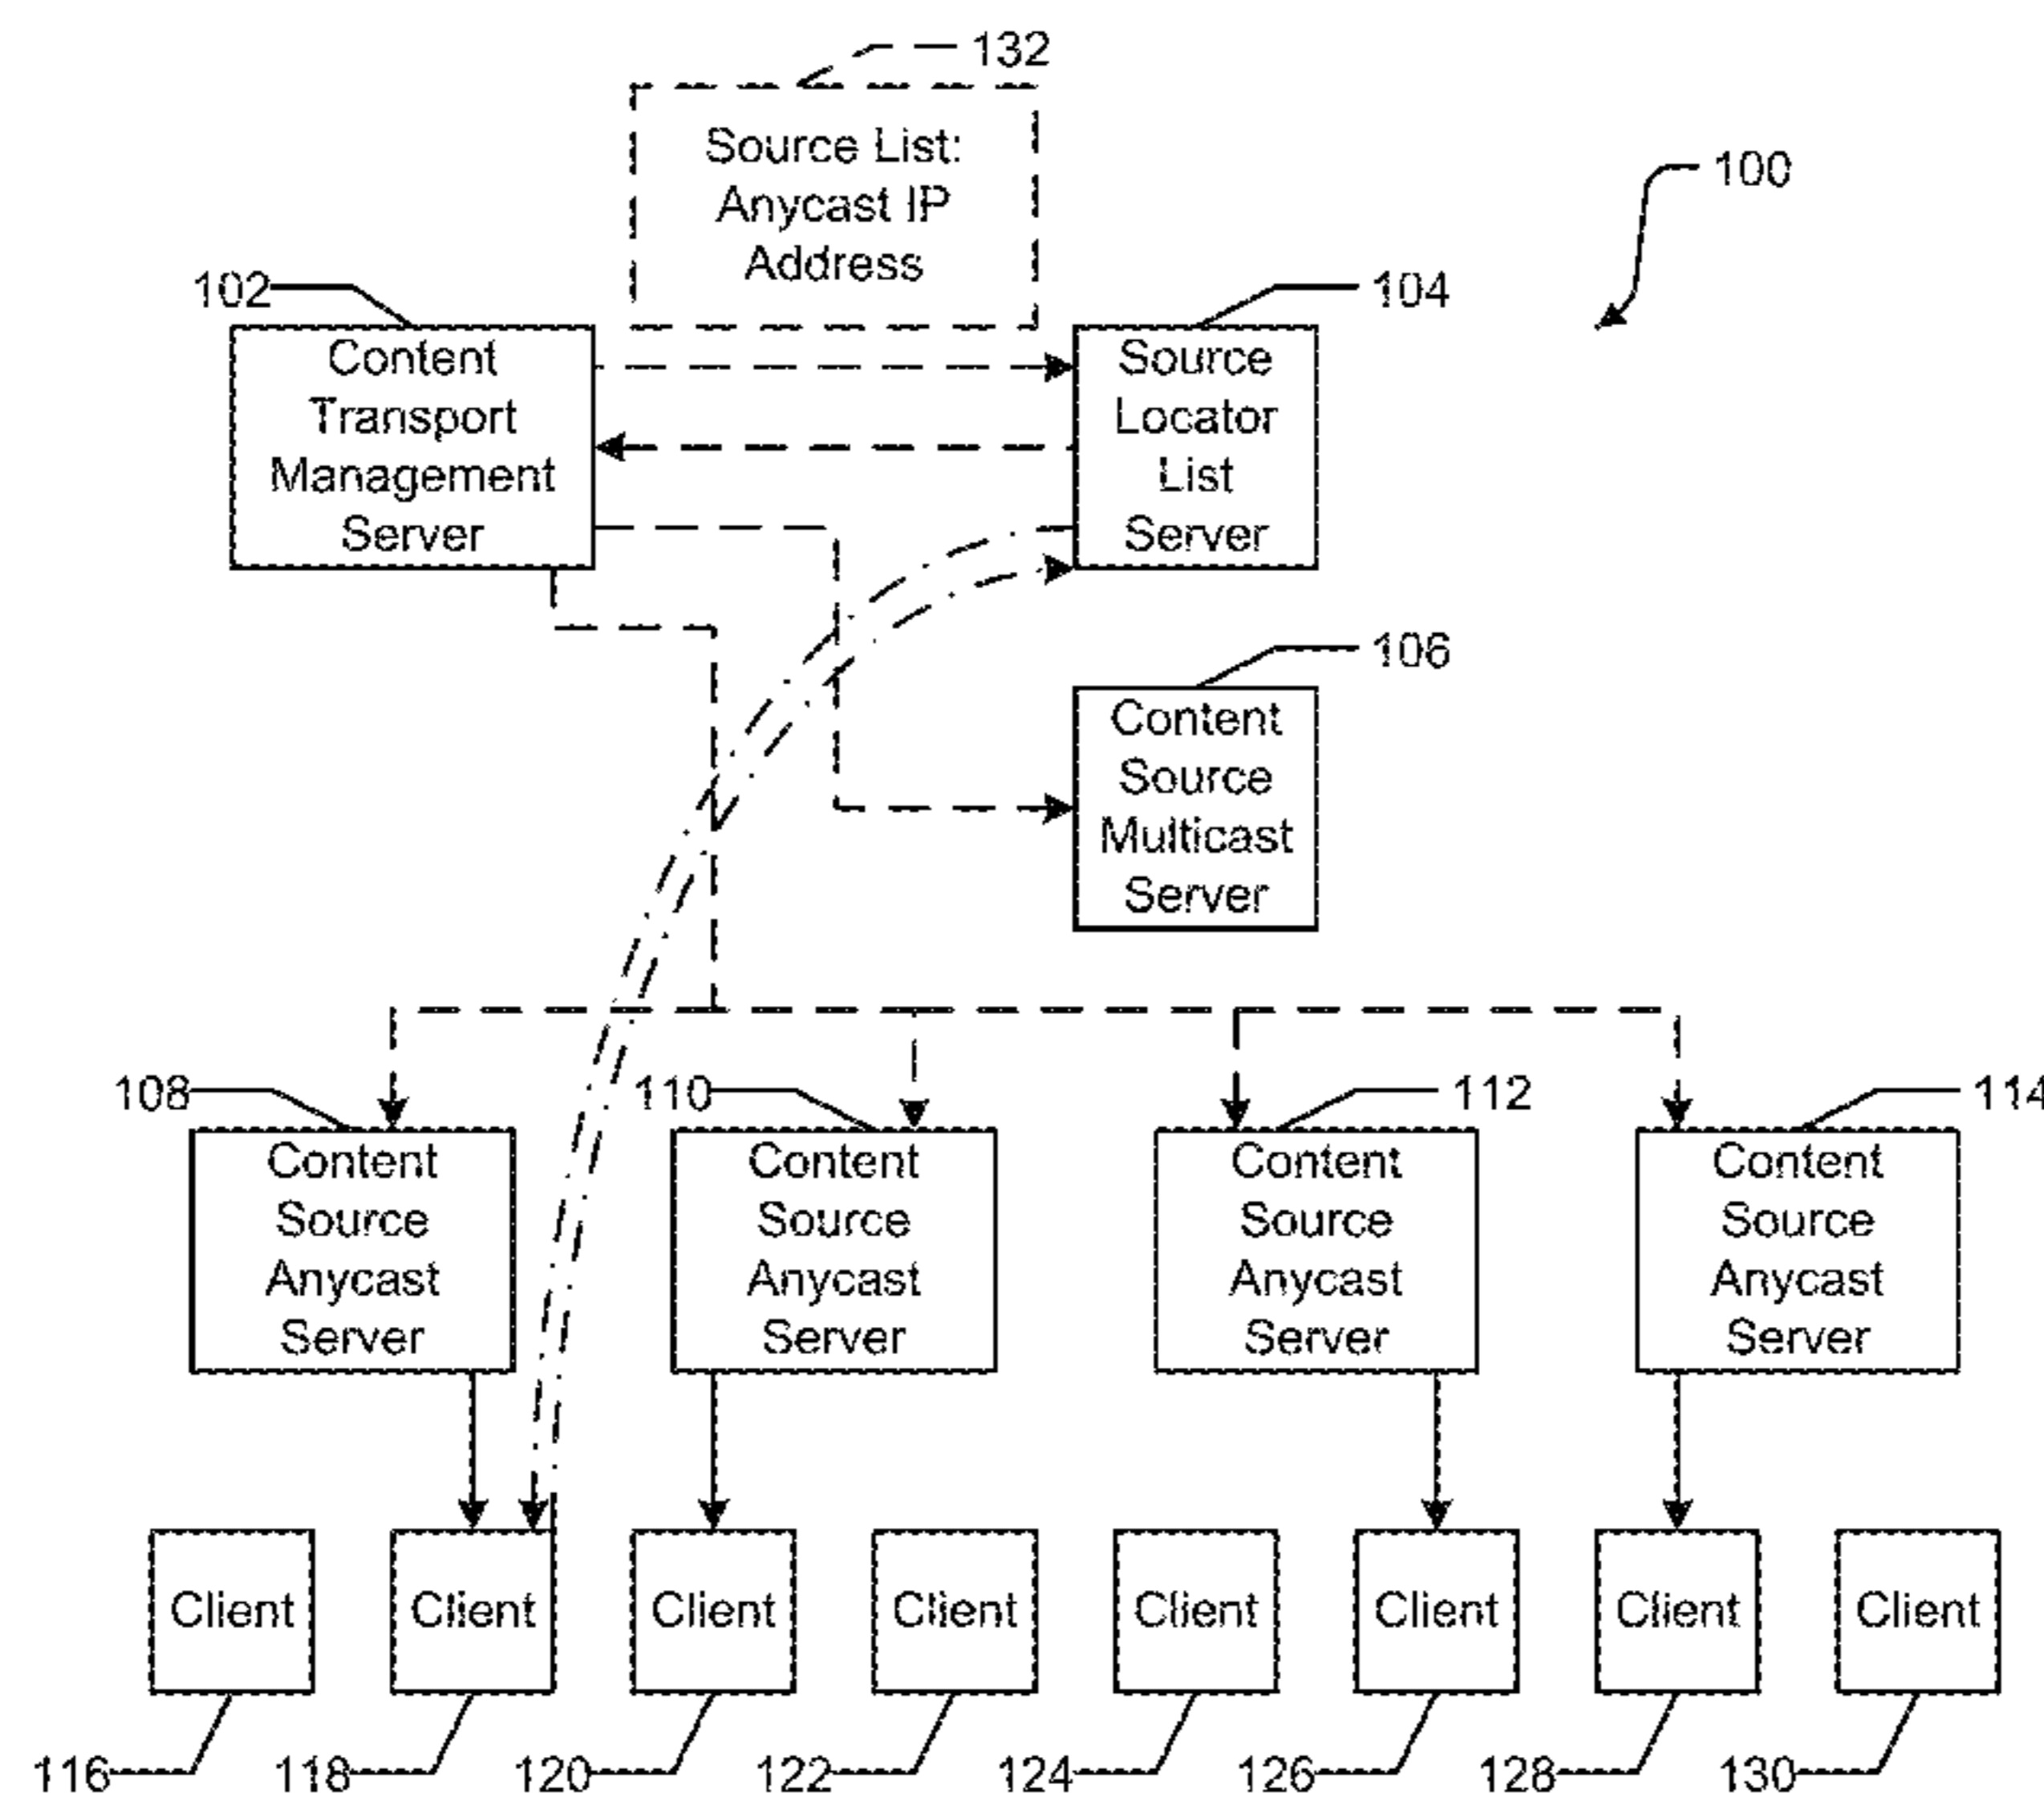 132
Source List:
Anycast IP
Address
100
102
104
Content
Transport
Management
Server
Source
Locator
List
Server
106
Content
Source
Multicast
Server
108
110
112
114
Content
Source
Anycast
Server
Content
Source
Anycast
Server
Content
Source
Anycast
Server
Content
Source
Anycast
Server
Client
Client
Client
Client
Client
Client
Client
Client
116
118
120
122
124
126
128
130